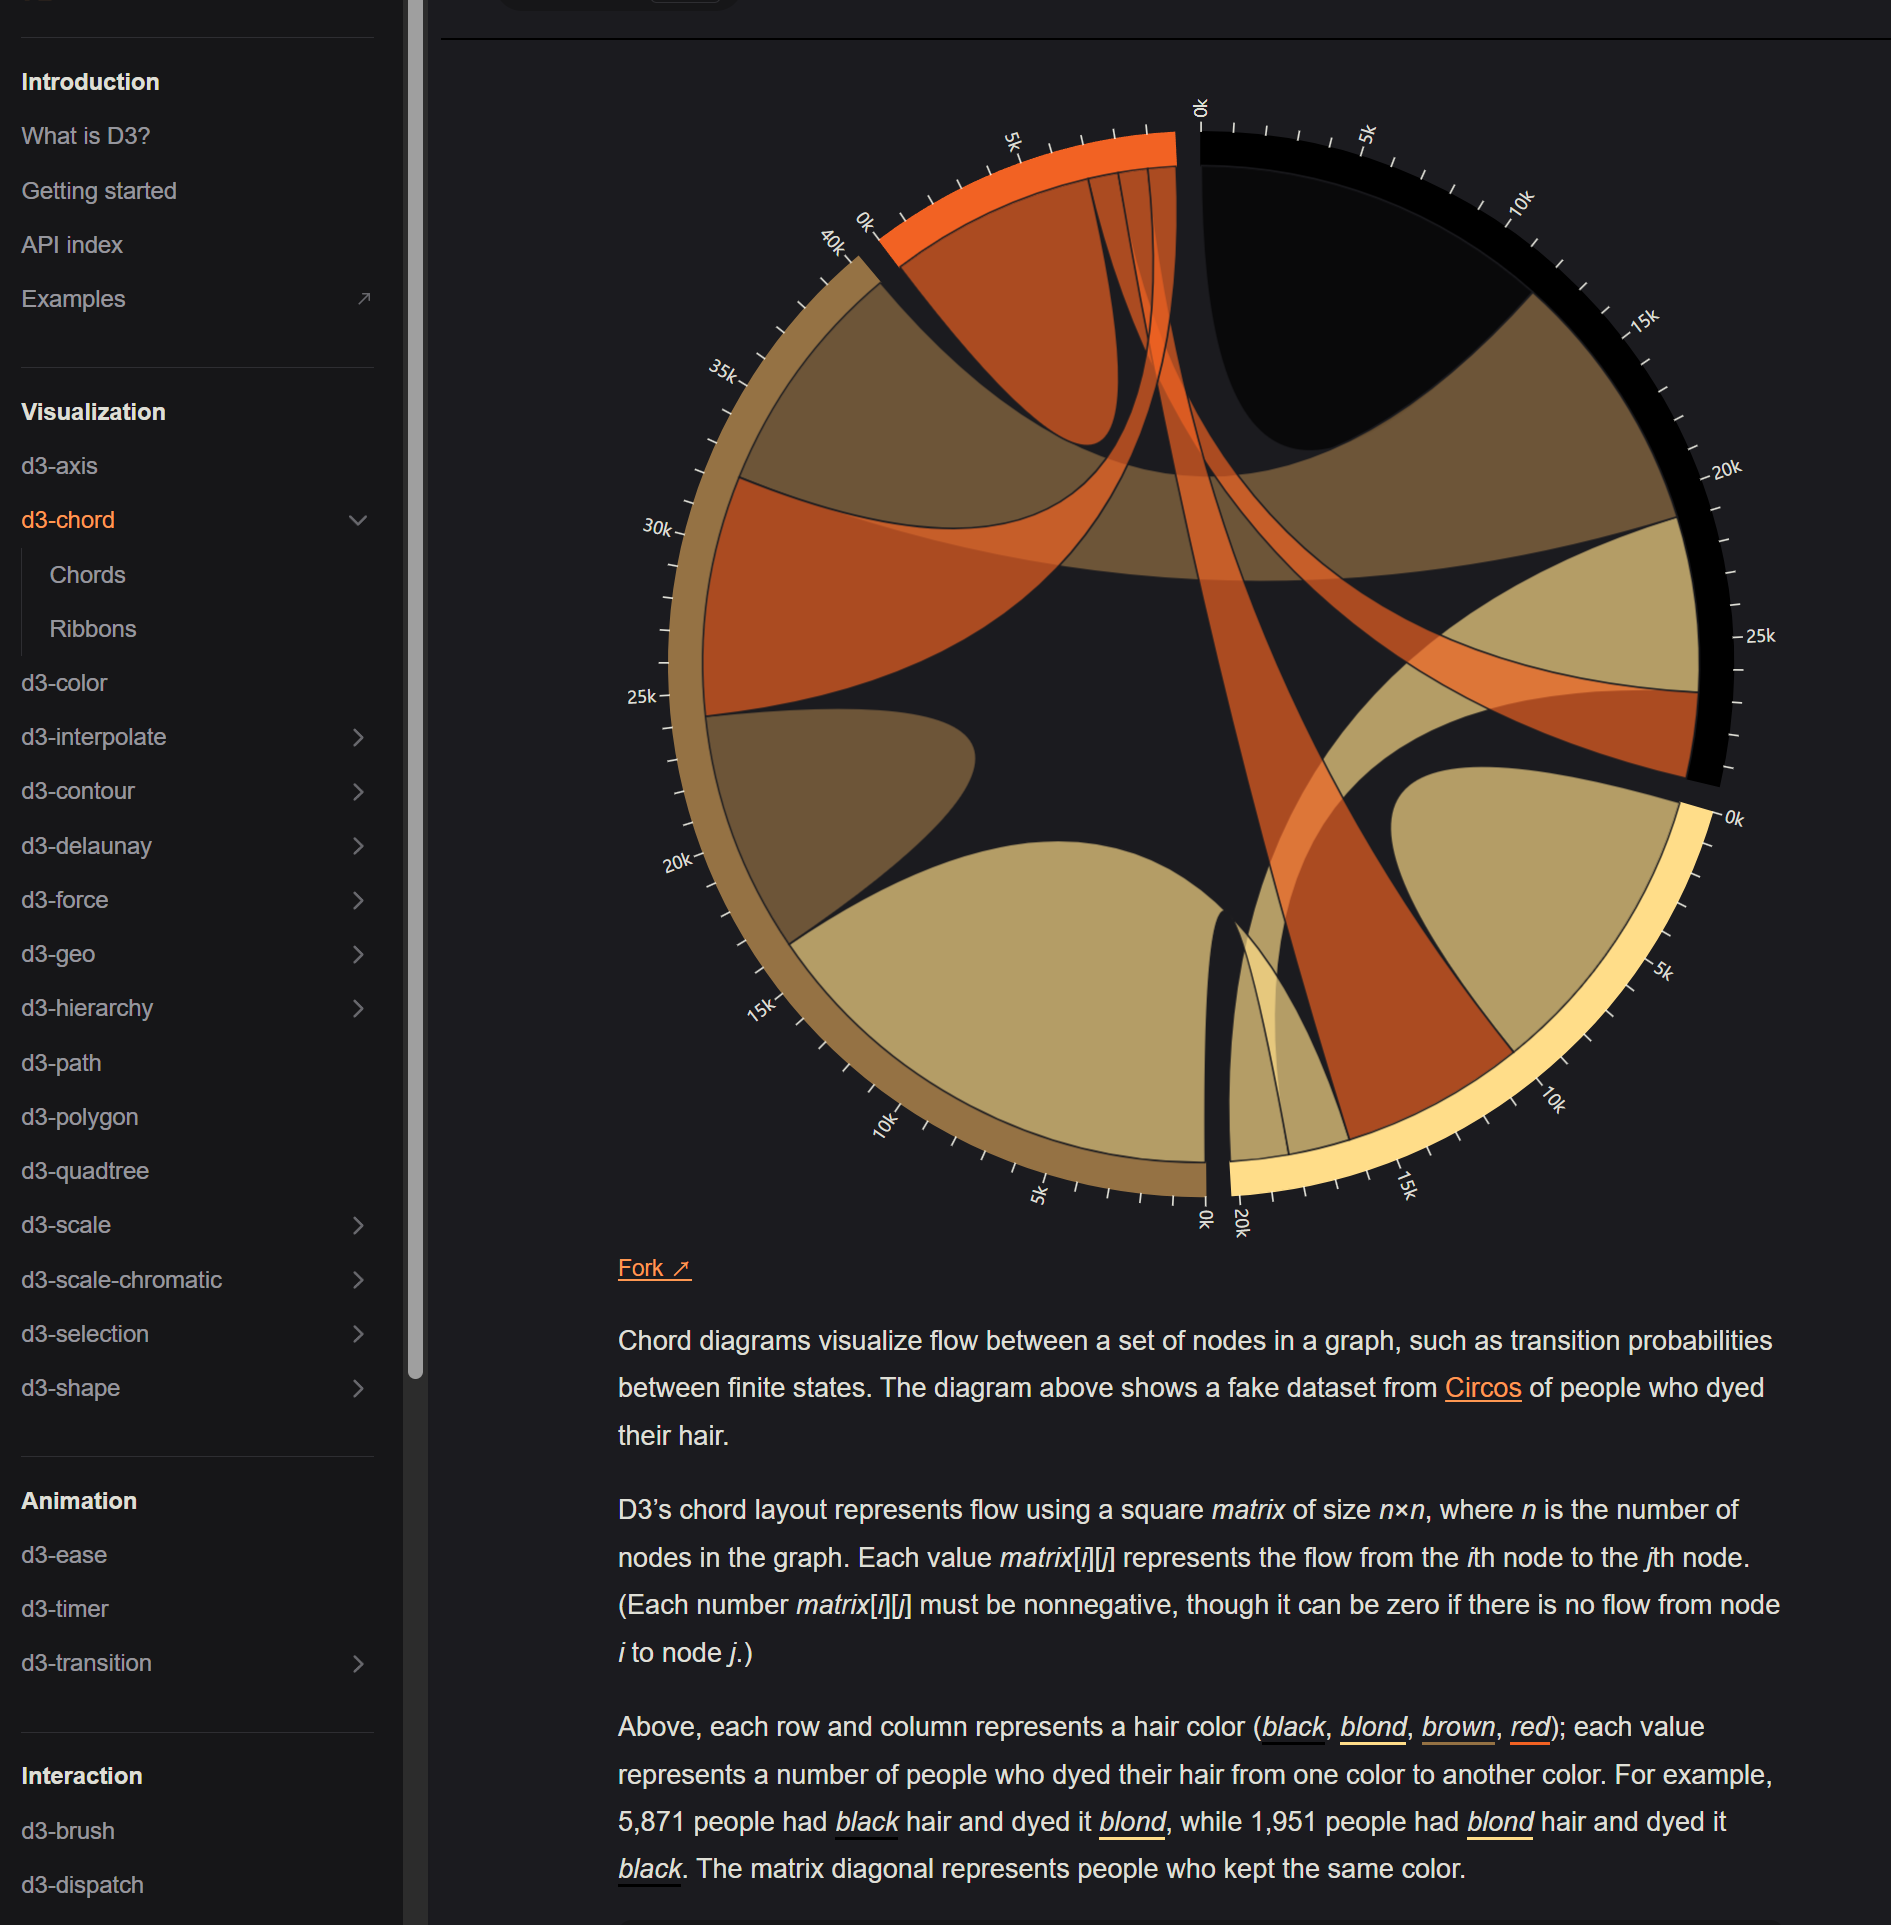 Introduction
What is D3?
Getting started
API index
Examples ↗
Visualization
d3-axis
d3-chord
Chords
Ribbons
d3-color
d3-interpolate
d3-contour
d3-delaunay
d3-force
d3-geo
d3-hierarchy
d3-path
d3-polygon
d3-quadtree
d3-scale
d3-scale-chromatic
d3-selection
d3-shape
Animation
d3-ease
d3-timer
d3-transition
Interaction
d3-brush
d3-dispatch
0k
5k
10k
15k
20k
25k
0k
5k
10k
15k
20k
0k
5k
10k
15k
20k
25k
30k
35k
40k
0k
5k
Fork ↗
Chord diagrams visualize flow between a set of nodes in a graph, such as transition probabilities
between finite states. The diagram above shows a fake dataset from Circos of people who dyed
their hair.
D3’s chord layout represents flow using a square matrix of size n×n, where n is the number of
nodes in the graph. Each value matrix[i][j] represents the flow from the ith node to the jth node.
(Each number matrix[i][j] must be nonnegative, though it can be zero if there is no flow from node
i to node j.)
Above, each row and column represents a hair color (black, blond, brown, red); each value
represents a number of people who dyed their hair from one color to another color. For example,
5,871 people had black hair and dyed it blond, while 1,951 people had blond hair and dyed it
black. The matrix diagonal represents people who kept the same color.